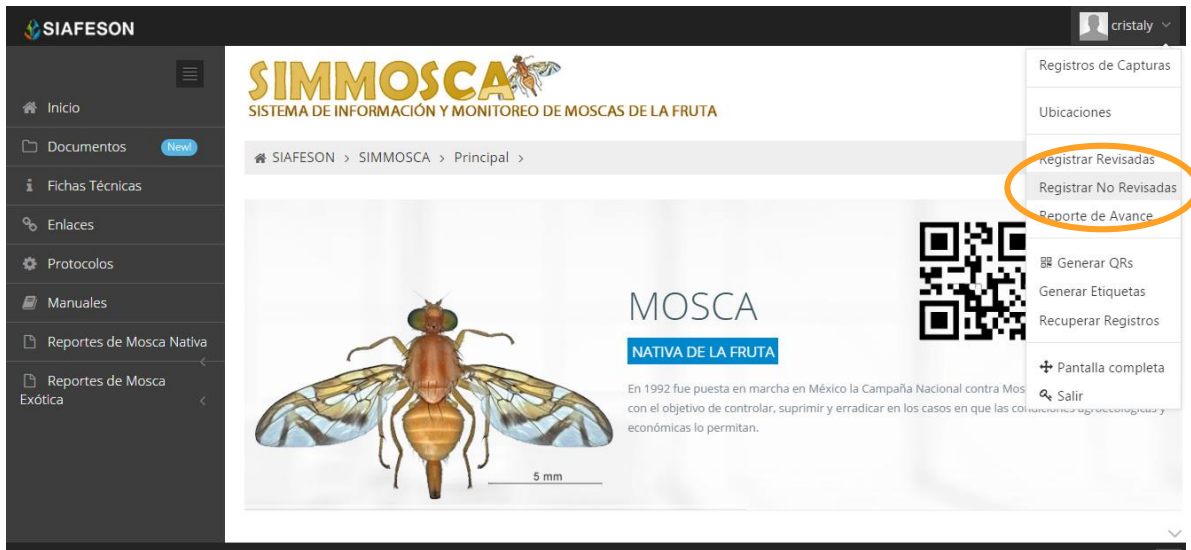 SIAFESON
cristaly
Inicio
Documentos New!
Fichas Técnicas
Enlaces
Protocolos
Manuales
Reportes de Mosca Nativa
Reportes de Mosca
Exótica
SIMMOSCA
SISTEMA DE INFORMACIÓN Y MONITOREO DE MOSCAS DE LA FRUTA
SIAFESON > SIMMOSCA > Principal >
MOSCA
NATIVA DE LA FRUTA
En 1992 fue puesta en marcha en México la Campaña Nacional contra Mos
con el objetivo de controlar, suprimir y erradicar en los casos en que las condiciones agroecológicas y
económicas lo permitan.
5 mm
Registros de Capturas
Ubicaciones
Registrar Revisadas
Registrar No Revisadas
Reporte de Avance
Generar QRs
Generar Etiquetas
Recuperar Registros
Pantalla completa
Salir